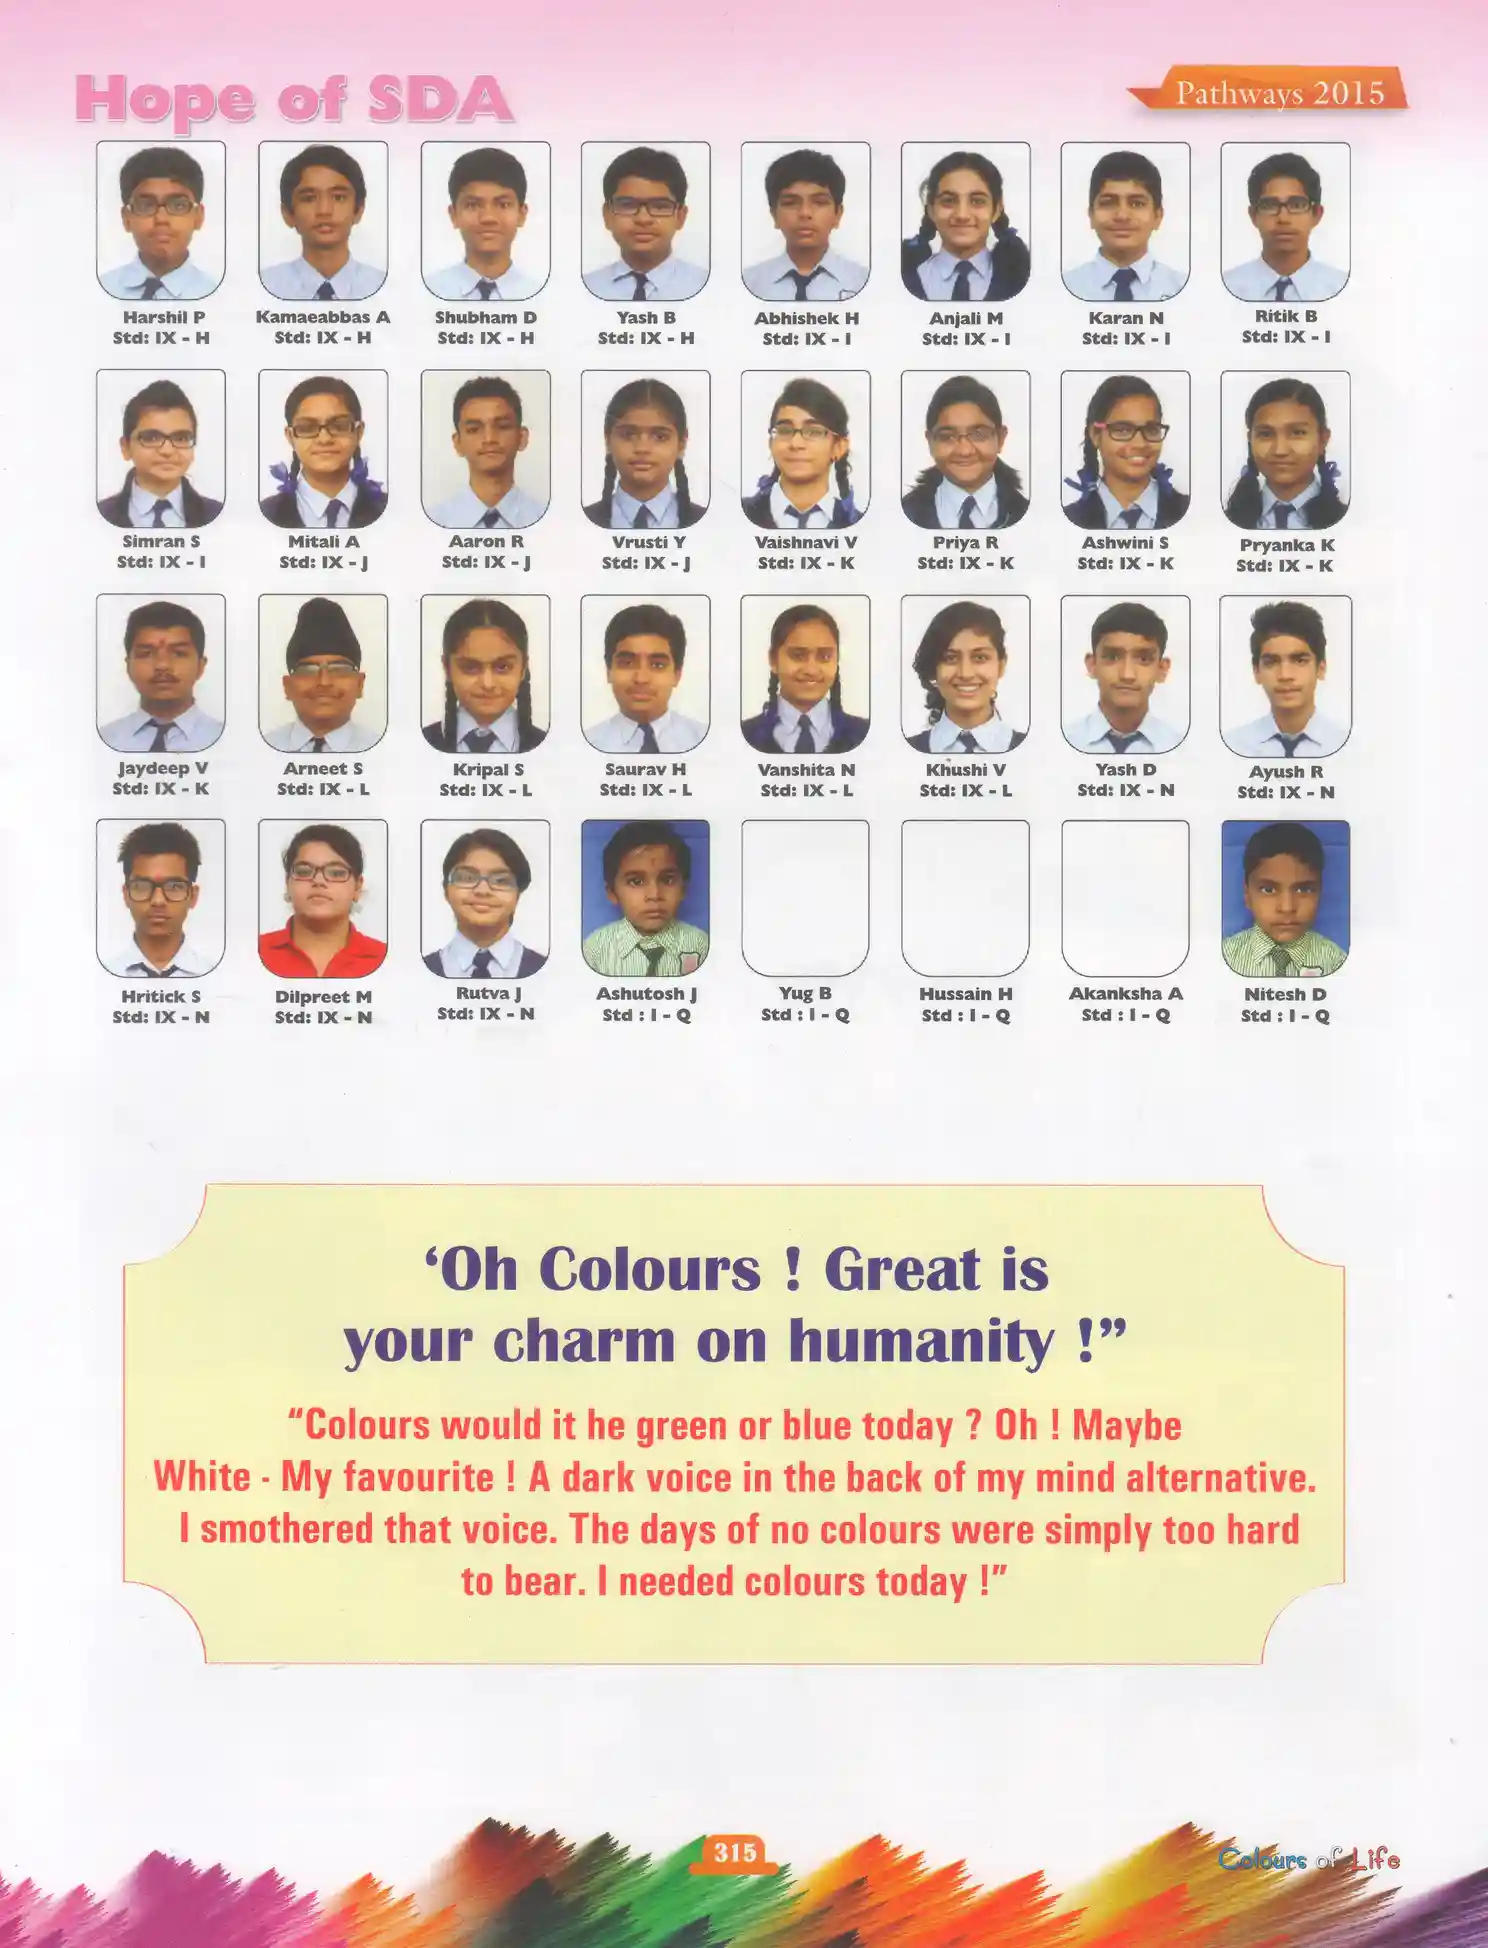 Hope of SDA
Pathways 2015
Harshil P
Std: IX - H
Kamaeabbas A
Std: IX - H
Shubham D
Std: IX - H
Yash B
Std: IX - H
Abhishek H
Std: IX - I
Anjali M
Std: IX - I
Karan N
Std: IX - I
Ritik B
Std: IX - I
Simran S
Std: IX - I
Mitali A
Std: IX - J
Aaron R
Std: IX - J
Vrusti Y
Std: IX - J
Vaishnavi V
Std: IX - K
Priya R
Std: IX - K
Ashwini S
Std: IX - K
Pryanka K
Std: IX - K
Jaydeep V
Std: IX - K
Arneet S
Std: IX - L
Kripal S
Std: IX - L
Saurav H
Std: IX - L
Vanshita N
Std: IX - L
Khushi V
Std: IX - L
Yash D
Std: IX - N
Ayush R
Std: IX - N
Hritick S
Std: IX - N
Dilpreet M
Std: IX - N
Rutva J
Std: IX - N
Ashutosh J
Std : I - Q
Yug B
Std : I - Q
Hussain H
Std : I - Q
Akanksha A
Std : I - Q
Nitesh D
Std : I - Q
‘Oh Colours ! Great is
your charm on humanity !”
“Colours would it he green or blue today ? Oh ! Maybe
White - My favourite ! A dark voice in the back of my mind alternative.
I smothered that voice. The days of no colours were simply too hard
to bear. I needed colours today !”
315
Colours of Life